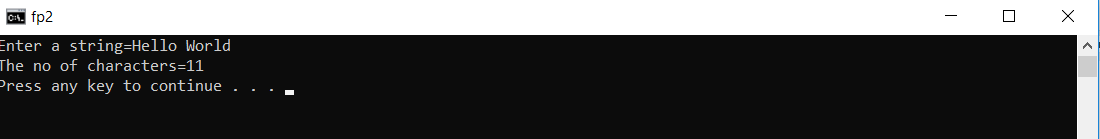 fp2
Enter a string=Hello World
The no of characters=11
Press any key to continue . . .